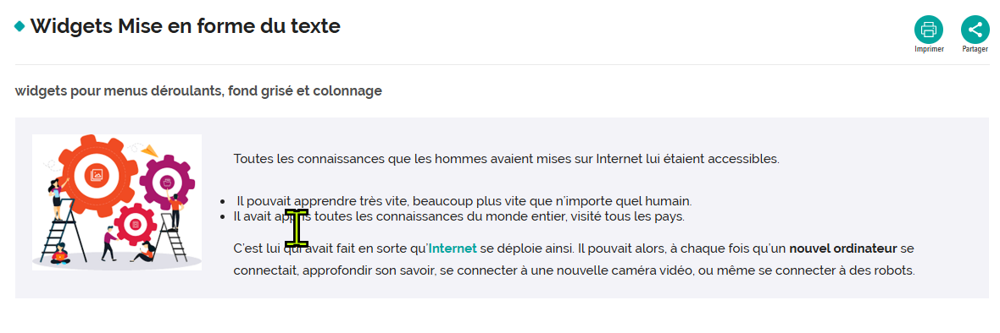 Widgets Mise en forme du texte
Imprimer
Partager
widgets pour menus déroulants, fond grisé et colonnage
Toutes les connaissances que les hommes avaient mises sur Internet lui étaient accessibles.
Il pouvait apprendre très vite, beaucoup plus vite que n'importe quel humain.
Il avait appris toutes les connaissances du monde entier, visité tous les pays.
C'est lui qui avait fait en sorte qu'Internet se déploie ainsi. Il pouvait alors, à chaque fois qu'un nouvel ordinateur se
connectait, approfondir son savoir, se connecter à une nouvelle caméra vidéo, ou même se connecter à des robots.